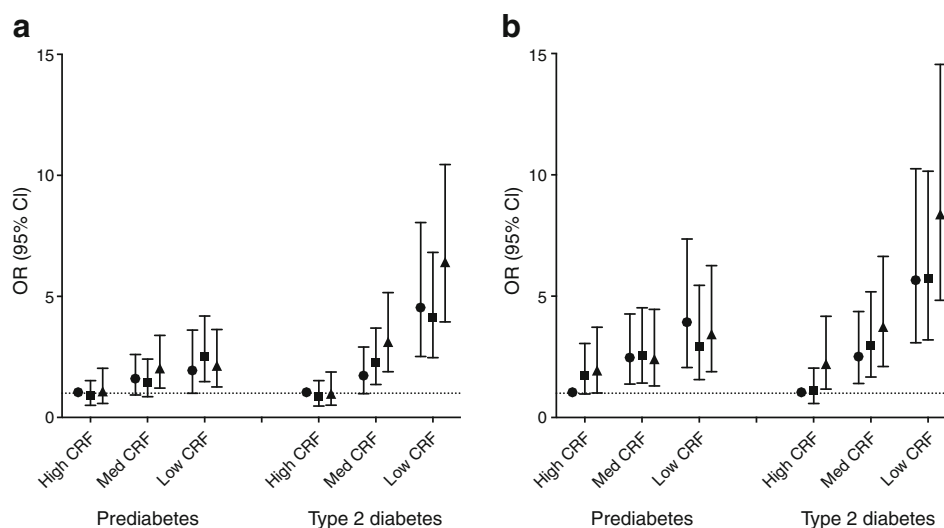 a
15
10
5
0
OR (95% CI)
High CRF
Med CRF
Low CRF
High CRF
Med CRF
Low CRF
Prediabetes
Type 2 diabetes
b
15
10
5
0
OR (95% CI)
High CRF
Med CRF
Low CRF
High CRF
Med CRF
Low CRF
Prediabetes
Type 2 diabetes